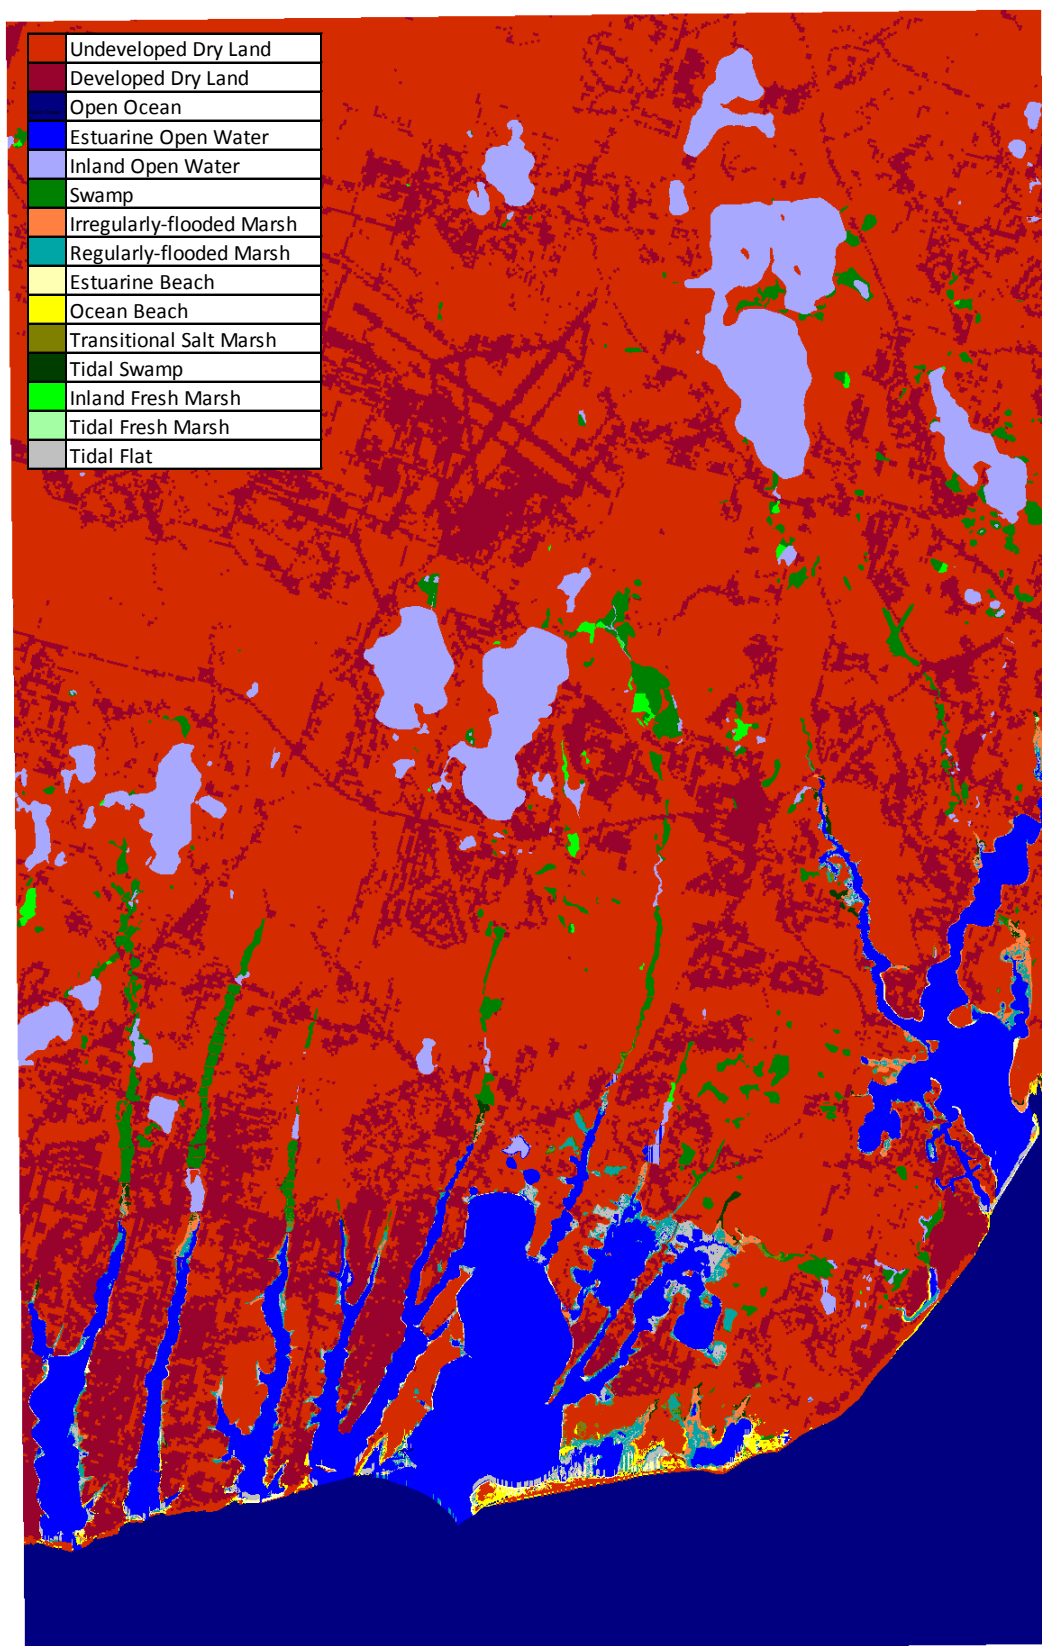 Undeveloped Dry Land
Developed Dry Land
Open Ocean
Estuarine Open Water
Inland Open Water
Swamp
Irregularly-flooded Marsh
Regularly-flooded Marsh
Estuarine Beach
Ocean Beach
Transitional Salt Marsh
Tidal Swamp
Inland Fresh Marsh
Tidal Fresh Marsh
Tidal Flat